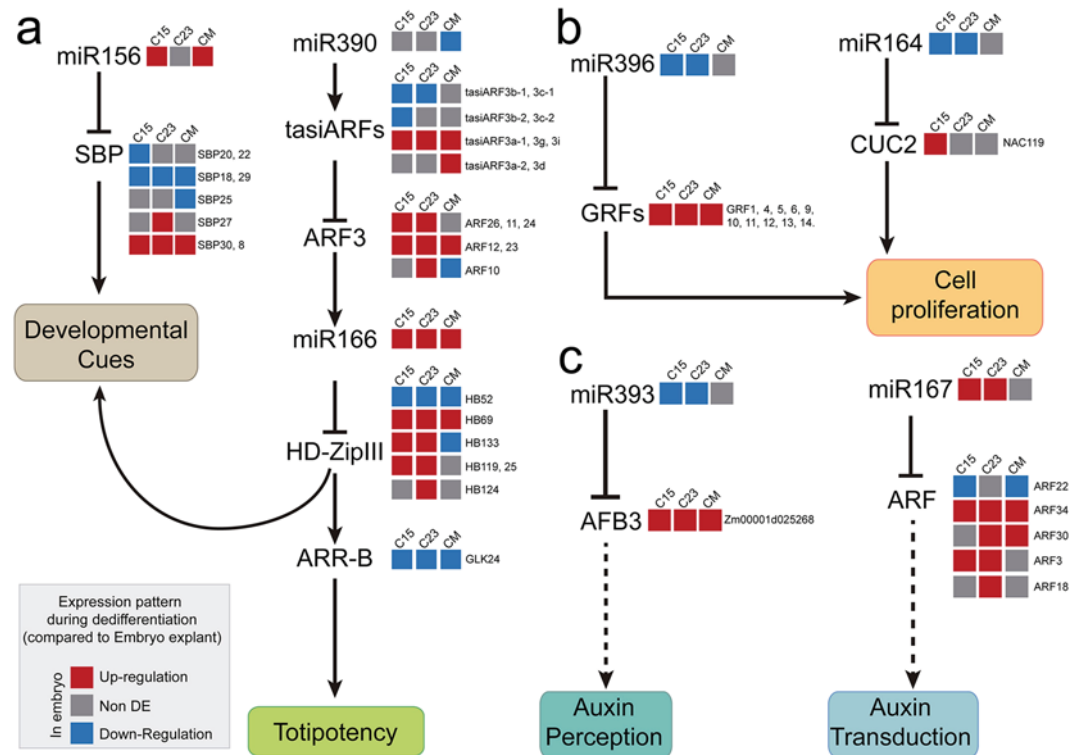 a
miR156
C15 C23 CM
SBP
C15 C23 CM
SBP20, 22
SBP18, 29
SBP25
SBP27
SBP30, 8
Developmental
Cues
miR390
C15 C23 CM
tasiARFs
C15 C23 CM
tasiARF3b-1, 3c-1
tasiARF3b-2, 3c-2
tasiARF3a-1, 3g, 3i
tasiARF3a-2, 3d
ARF3
C15 C23 CM
ARF26, 11, 24
ARF12, 23
ARF10
miR166
C15 C23 CM
HD-ZipIII
C15 C23 CM
HB52
HB69
HB133
HB119, 25
HB124
ARR-B
C15 C23 CM
GLK24
Totipotency
Expression pattern
during dedifferentiation
(compared to Embryo explant)
In embryo
Up-regulation
Non DE
Down-Regulation
b
miR396
C15 C23 CM
GRFs
C15 C23 CM
GRF1, 4, 5, 6, 9,
10, 11, 12, 13, 14.
miR164
C15 C23 CM
CUC2
C15 C23 CM
NAC119
Cell
proliferation
c
miR393
C15 C23 CM
AFB3
C15 C23 CM
Zm00001d025268
Auxin
Perception
miR167
C15 C23 CM
ARF
C15 C23 CM
ARF22
ARF34
ARF30
ARF3
ARF18
Auxin
Transduction